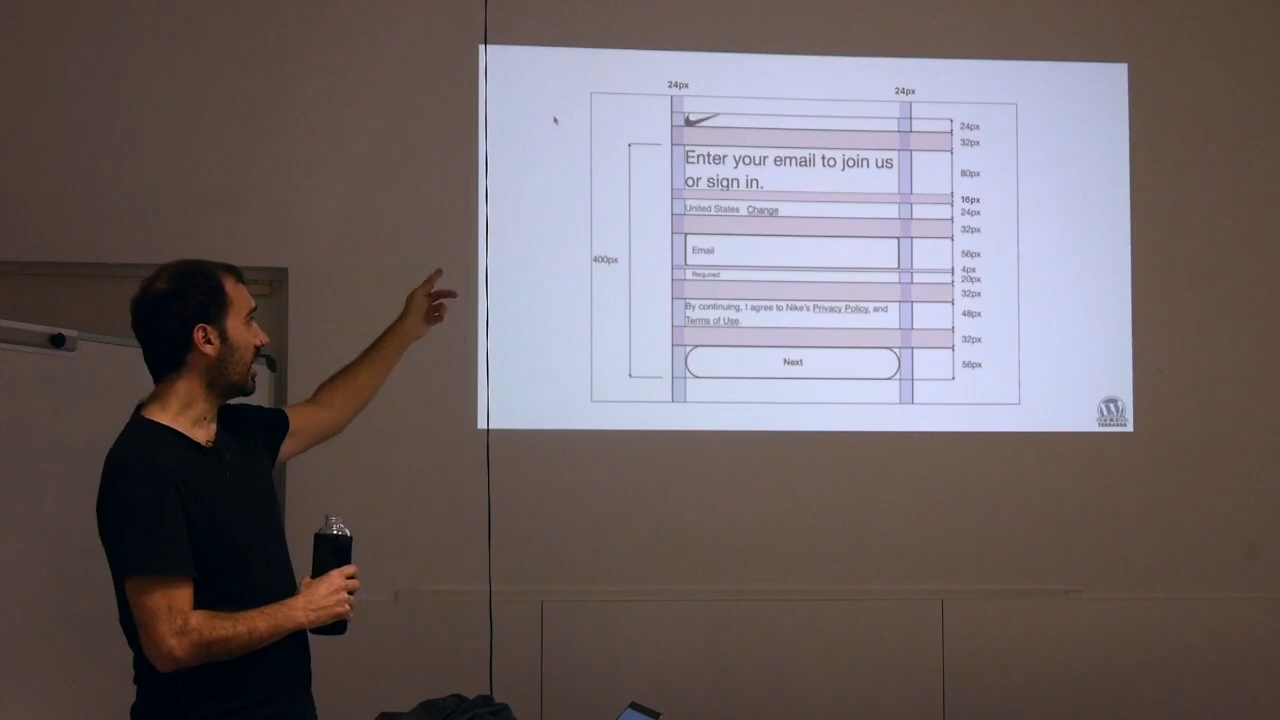 24px
24px
24px
32px
Enter your email to join us
or sign in.
80px
16px
United States Change
24px
32px
Email
56px
400px
4px
Required
20px
32px
By continuing, I agree to Nike's Privacy Policy, and
Terms of Use.
48px
32px
Next
56px
TERRASSA